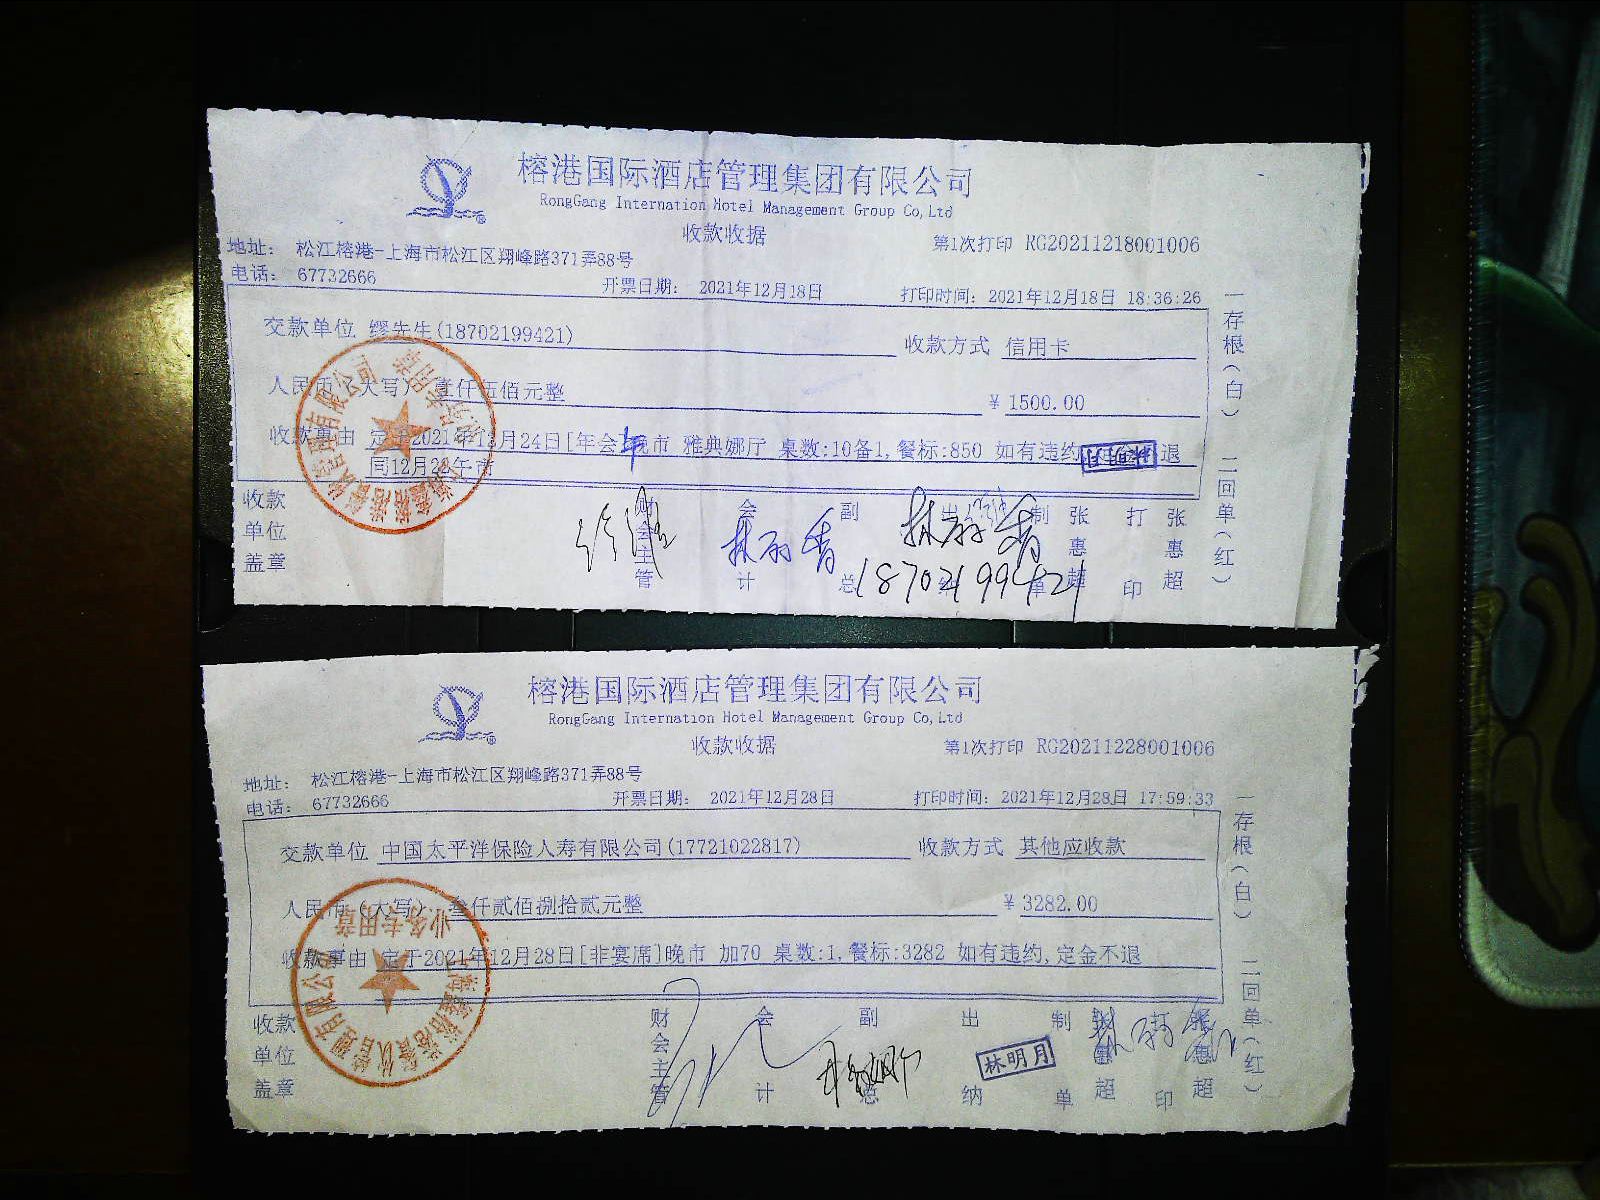 榕港国际酒店管理集团有限公司
RongGang Internation Hotel Management Group Co,Ltd
收款收据
第1次打印 RG20211218001006
地址： 松江榕港-上海市松江区翔峰路371弄88号
电话： 67732666
开票日期： 2021年12月18日
打印时间：2021年12月18日 18:36:26
交款单位 缪先生(18702199421)
收款方式 信用卡
人民币（大写） 壹仟伍佰元整
￥1500.00
收款事由 定于2021年12月24日[年会]晚市 雅典娜厅 桌数:10备1,餐标:850 如有违约 退
林明月
收款单位盖章
财会主管
会计
副总
出纳
制单 张惠超
打印 张惠超
林丽香
林丽香
18702199421
一存根（白） 二回单（红）
榕港国际酒店管理集团有限公司
RongGang Internation Hotel Management Group Co,Ltd
收款收据
第1次打印 RG20211228001006
地址： 松江榕港-上海市松江区翔峰路371弄88号
电话： 67732666
开票日期： 2021年12月28日
打印时间：2021年12月28日 17:59:33
交款单位 中国太平洋保险人寿有限公司(17721022817)
收款方式 其他应收款
人民币（大写） 叁仟贰佰捌拾贰元整
￥3282.00
收款事由 定于2021年12月28日[非宴席]晚市 加70 桌数:1,餐标:3282 如有违约,定金不退
业务专用章
收款单位盖章
财会主管
会计
副总
出纳
林明月
制单 张惠超
打印 张惠超
一存根（白） 二回单（红）